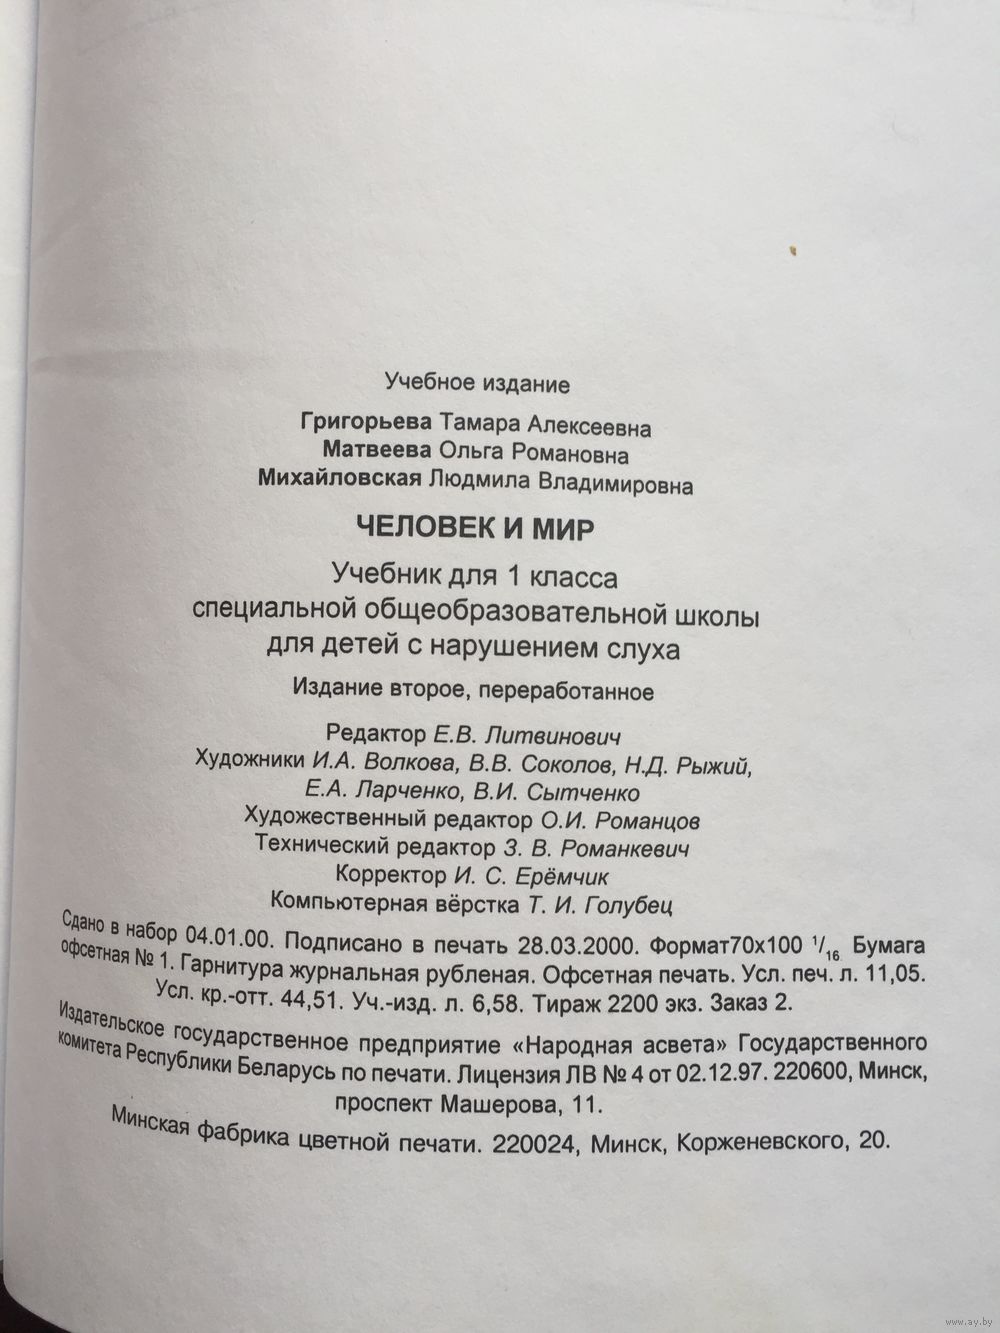 Учебное издание
Григорьева Тамара Алексеевна
Матвеева Ольга Романовна
Михайловская Людмила Владимировна
ЧЕЛОВЕК И МИР
Учебник для 1 класса
специальной общеобразовательной школы
для детей с нарушением слуха
Издание второе, переработанное
Редактор Е.В. Литвинович
Художники И.А. Волкова, В.В. Соколов, Н.Д. Рыжий,
Е.А. Ларченко, В.И. Сытченко
Художественный редактор О.И. Романцов
Технический редактор З. В. Романкевич
Корректор И. С. Ерёмчик
Компьютерная вёрстка Т. И. Голубец
Сдано в набор 04.01.00. Подписано в печать 28.03.2000. Формат70х100 1/16. Бумага
офсетная № 1. Гарнитура журнальная рубленая. Офсетная печать. Усл. печ. л. 11,05.
Усл. кр.-отт. 44,51. Уч.-изд. л. 6,58. Тираж 2200 экз. Заказ 2.
Издательское государственное предприятие «Народная асвета» Государственного
комитета Республики Беларусь по печати. Лицензия ЛВ № 4 от 02.12.97. 220600, Минск,
проспект Машерова, 11.
Минская фабрика цветной печати. 220024, Минск, Корженевского, 20.
www.ay.by